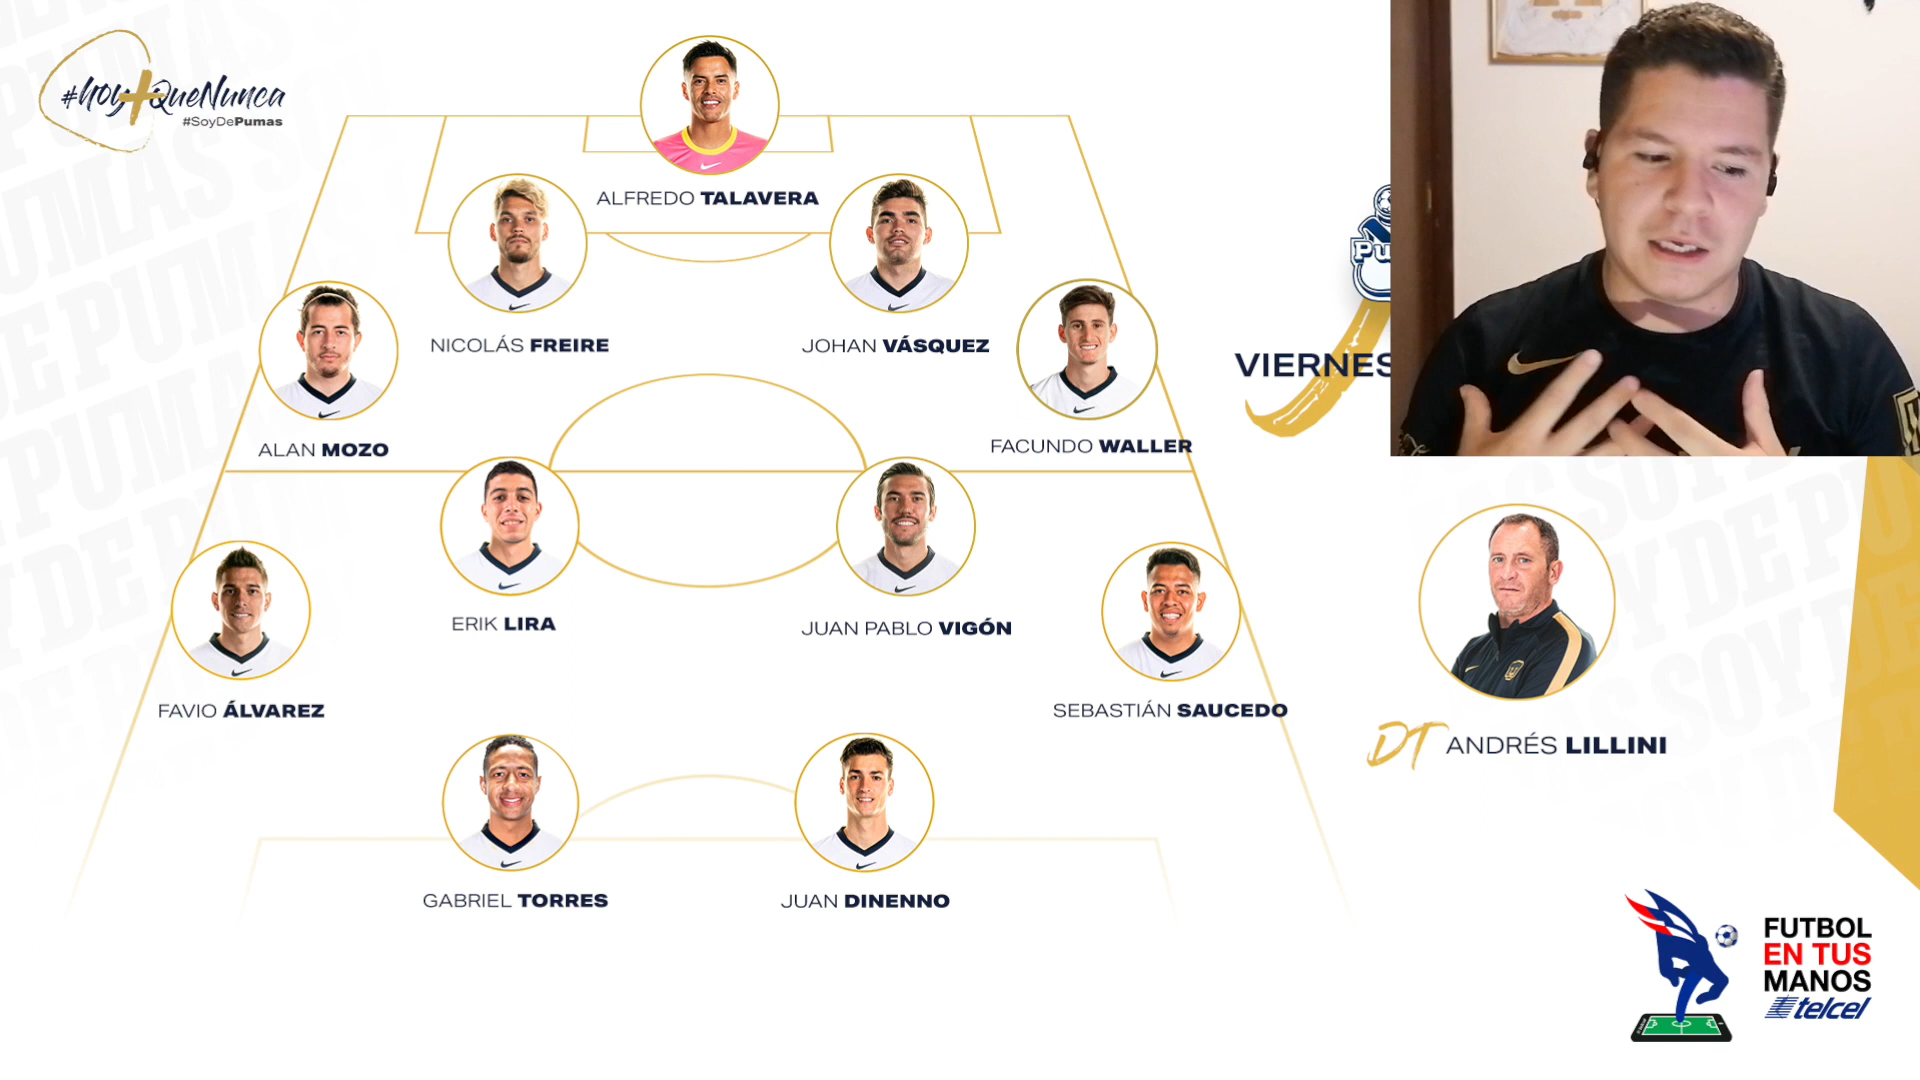 #hoy+QueNunca
#SoyDePumas
ALFREDO TALAVERA
NICOLÁS FREIRE
JOHAN VÁSQUEZ
ALAN MOZO
FACUNDO WALLER
VIERNES
ERIK LIRA
JUAN PABLO VIGÓN
FAVIO ÁLVAREZ
SEBASTIÁN SAUCEDO
DT ANDRÉS LILLINI
GABRIEL TORRES
JUAN DINENNO
FUTBOL
EN TUS
MANOS
telcel